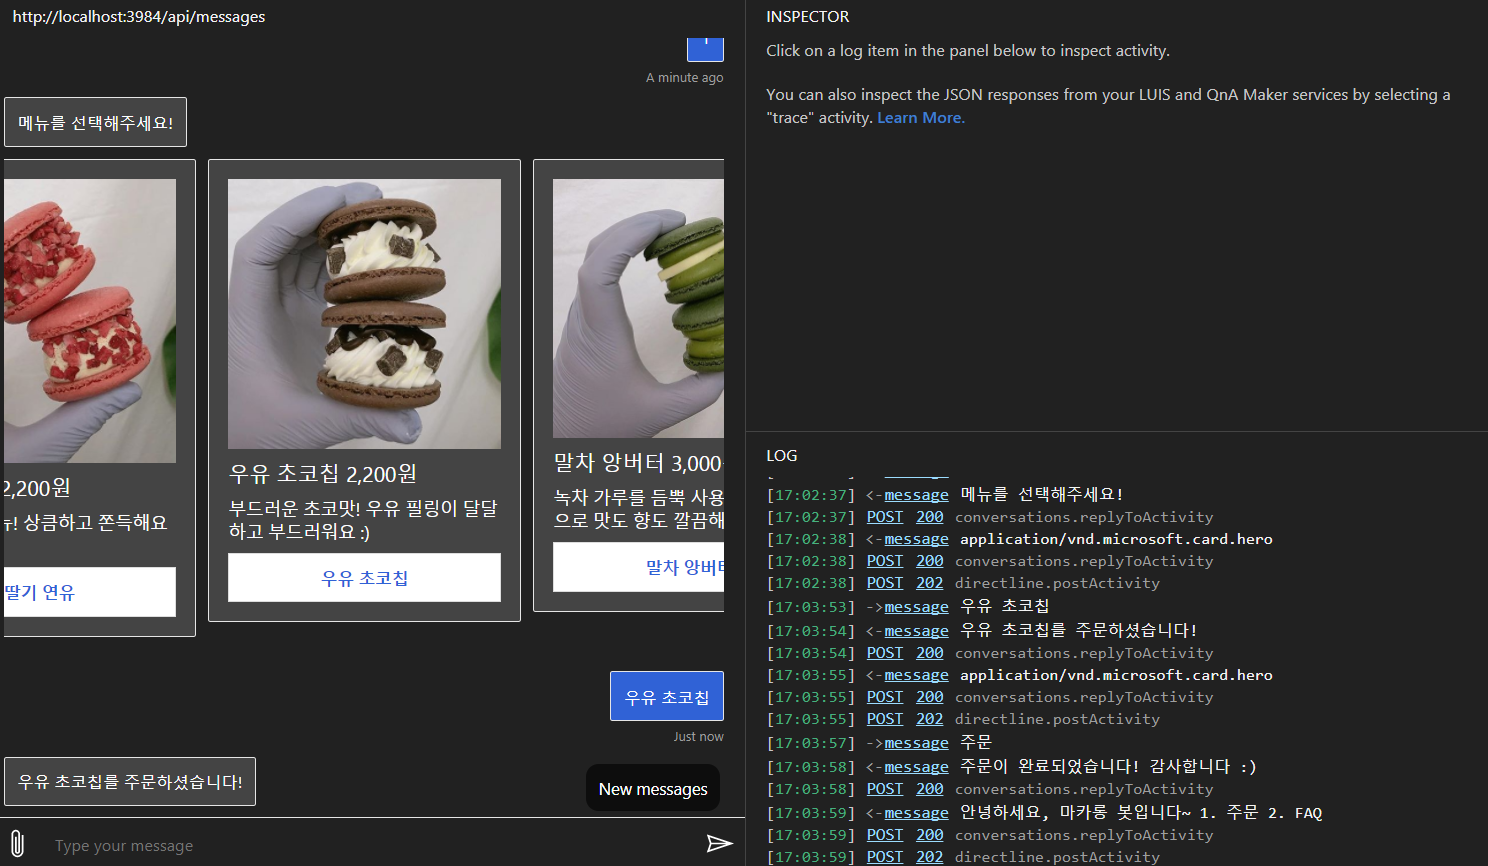 http://localhost:3984/api/messages
A minute ago
메뉴를 선택해주세요!
2,200원
뉴! 상큼하고 쫀득해요
딸기 연유
우유 초코칩 2,200원
부드러운 초코맛! 우유 필링이 달달
하고 부드러워요 :)
우유 초코칩
말차 앙버터 3,000
녹차 가루를 듬뿍 사용
으로 맛도 향도 깔끔해
말차 앙버터
우유 초코칩
Just now
우유 초코칩를 주문하셨습니다!
New messages
Type your message
INSPECTOR
Click on a log item in the panel below to inspect activity.
You can also inspect the JSON responses from your LUIS and QnA Maker services by selecting a
"trace" activity. Learn More.
LOG
[17:02:37] <-message 메뉴를 선택해주세요!
[17:02:37] POST 200 conversations.replyToActivity
[17:02:38] <-message application/vnd.microsoft.card.hero
[17:02:38] POST 200 conversations.replyToActivity
[17:02:38] POST 202 directline.postActivity
[17:03:53] ->message 우유 초코칩
[17:03:54] <-message 우유 초코칩를 주문하셨습니다!
[17:03:54] POST 200 conversations.replyToActivity
[17:03:55] <-message application/vnd.microsoft.card.hero
[17:03:55] POST 200 conversations.replyToActivity
[17:03:55] POST 202 directline.postActivity
[17:03:57] ->message 주문
[17:03:58] <-message 주문이 완료되었습니다! 감사합니다 :)
[17:03:58] POST 200 conversations.replyToActivity
[17:03:59] <-message 안녕하세요, 마카롱 봇입니다~ 1. 주문 2. FAQ
[17:03:59] POST 200 conversations.replyToActivity
[17:03:59] POST 202 directline.postActivity